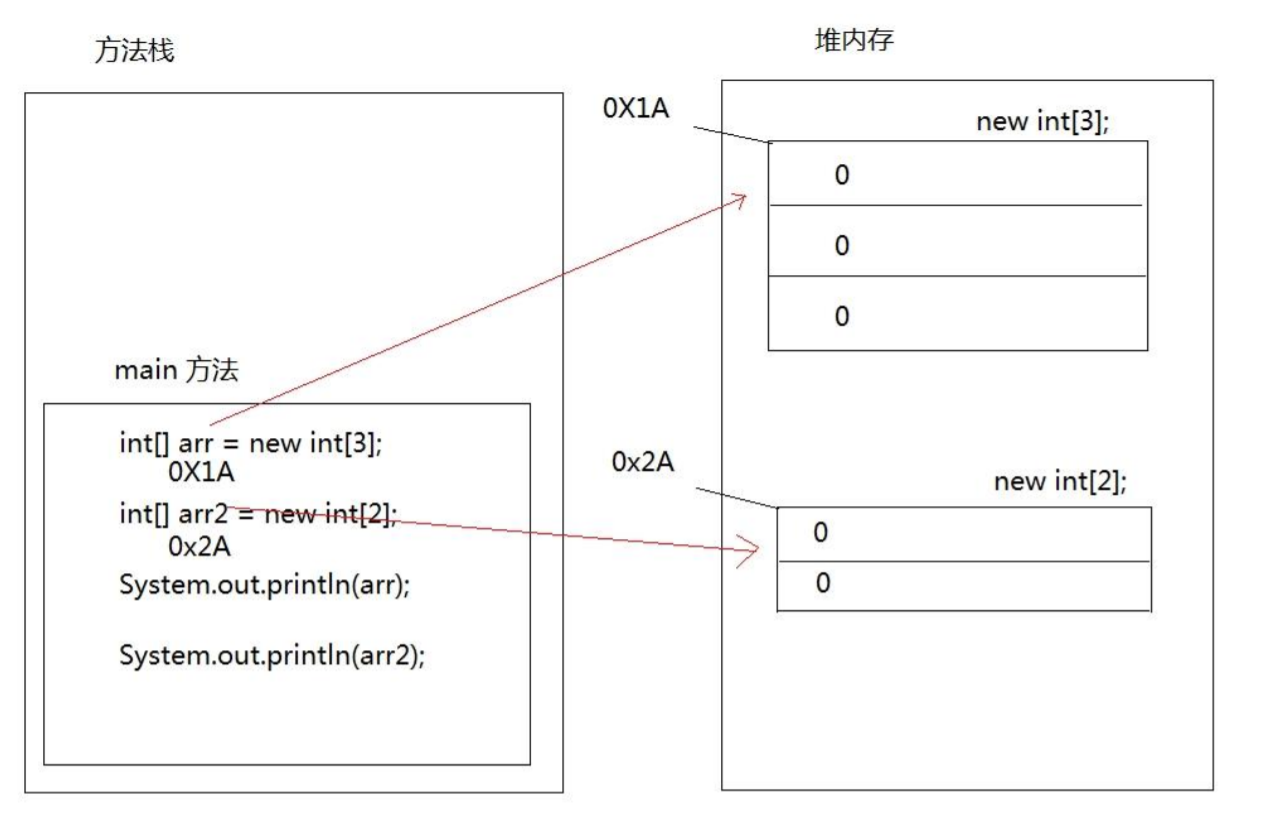 方法栈
main 方法
int[] arr = new int[3];
0X1A
int[] arr2 = new int[2];
0x2A
System.out.println(arr);
System.out.println(arr2);
堆内存
0X1A
new int[3];
0
0
0
0x2A
new int[2];
0
0